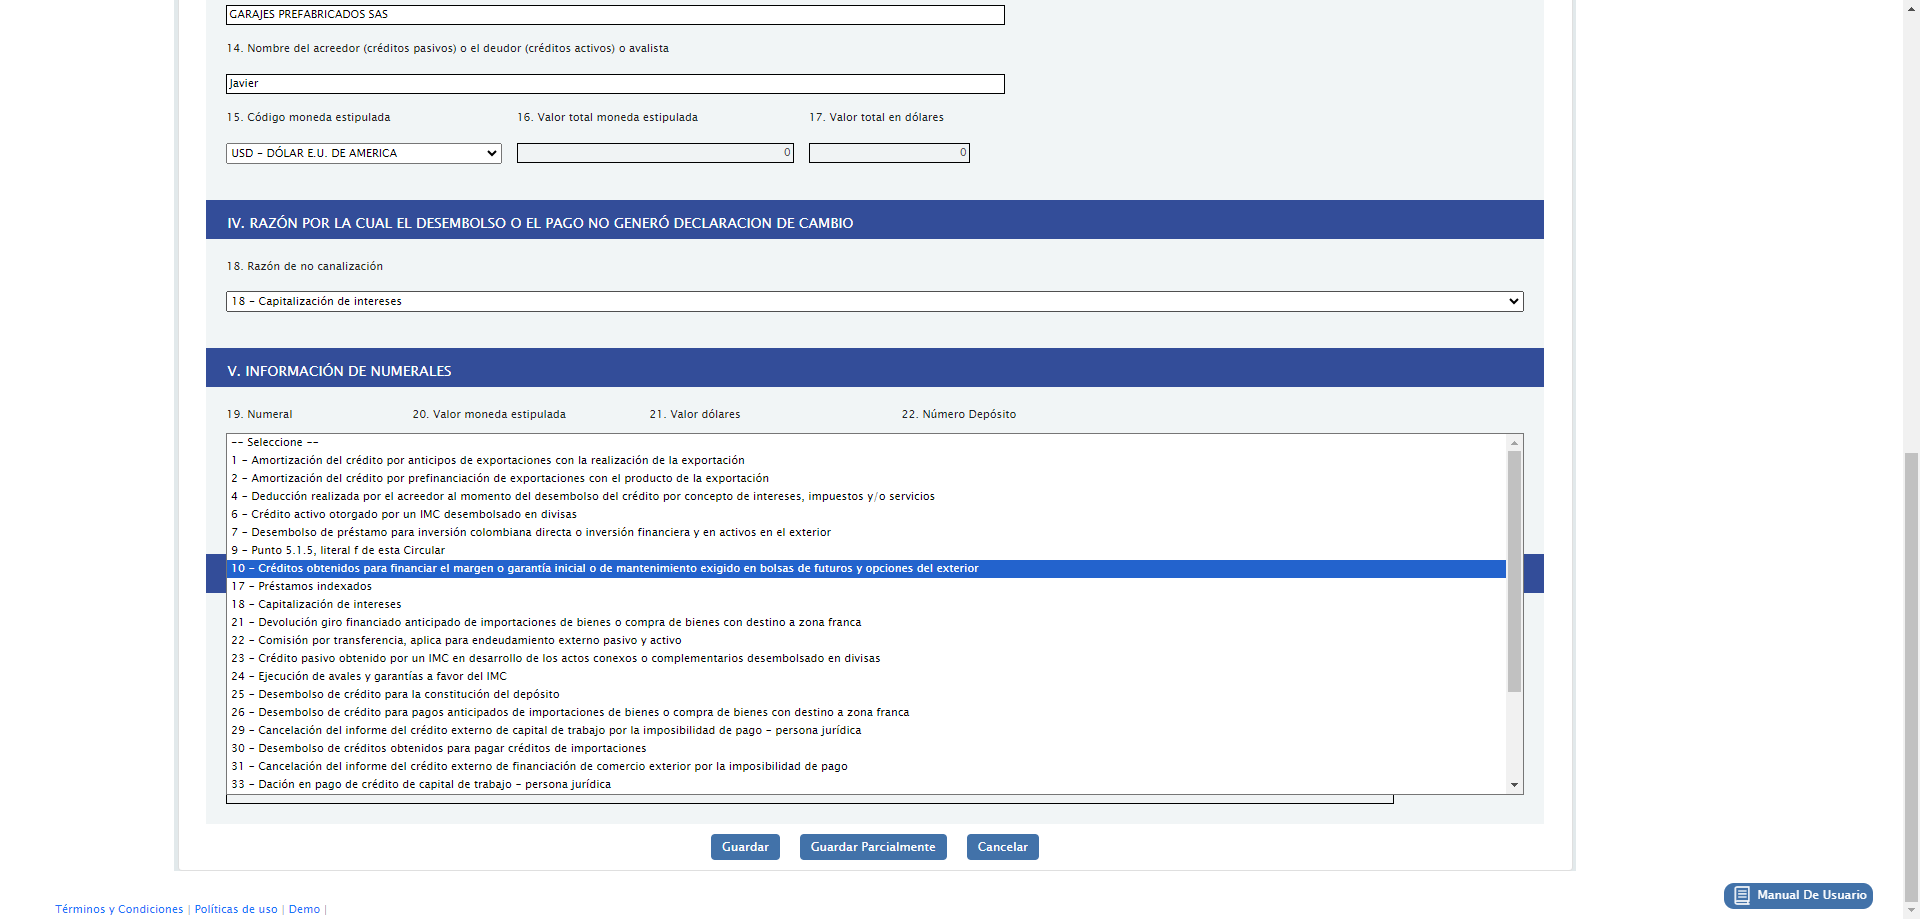 GARAJES PREFABRICADOS SAS
14. Nombre del acreedor (créditos pasivos) o el deudor (créditos activos) o avalista
Javier
15. Código moneda estipulada
16. Valor total moneda estipulada
17. Valor total en dólares
USD - DÓLAR E.U. DE AMERICA
0
0
IV. RAZÓN POR LA CUAL EL DESEMBOLSO O EL PAGO NO GENERÓ DECLARACION DE CAMBIO
18. Razón de no canalización
18 - Capitalización de intereses
V. INFORMACIÓN DE NUMERALES
19. Numeral
20. Valor moneda estipulada
21. Valor dólares
22. Número Depósito
-- Seleccione --
1 - Amortización del crédito por anticipos de exportaciones con la realización de la exportación
2 - Amortización del crédito por prefinanciación de exportaciones con el producto de la exportación
4 - Deducción realizada por el acreedor al momento del desembolso del crédito por concepto de intereses, impuestos y/o servicios
6 - Crédito activo otorgado por un IMC desembolsado en divisas
7 - Desembolso de préstamo para inversión colombiana directa o inversión financiera y en activos en el exterior
9 - Punto 5.1.5, literal f de esta Circular
10 - Créditos obtenidos para financiar el margen o garantía inicial o de mantenimiento exigido en bolsas de futuros y opciones del exterior
17 - Préstamos indexados
18 - Capitalización de intereses
21 - Devolución giro financiado anticipado de importaciones de bienes o compra de bienes con destino a zona franca
22 - Comisión por transferencia, aplica para endeudamiento externo pasivo y activo
23 - Crédito pasivo obtenido por un IMC en desarrollo de los actos conexos o complementarios desembolsado en divisas
24 - Ejecución de avales y garantías a favor del IMC
25 - Desembolso de crédito para la constitución del depósito
26 - Desembolso de crédito para pagos anticipados de importaciones de bienes o compra de bienes con destino a zona franca
29 - Cancelación del informe del crédito externo de capital de trabajo por la imposibilidad de pago - persona jurídica
30 - Desembolso de créditos obtenidos para pagar créditos de importaciones
31 - Cancelación del informe del crédito externo de financiación de comercio exterior por la imposibilidad de pago
33 - Dación en pago de crédito de capital de trabajo - persona jurídica
Guardar
Guardar Parcialmente
Cancelar
Manual De Usuario
Términos y Condiciones | Políticas de uso | Demo |